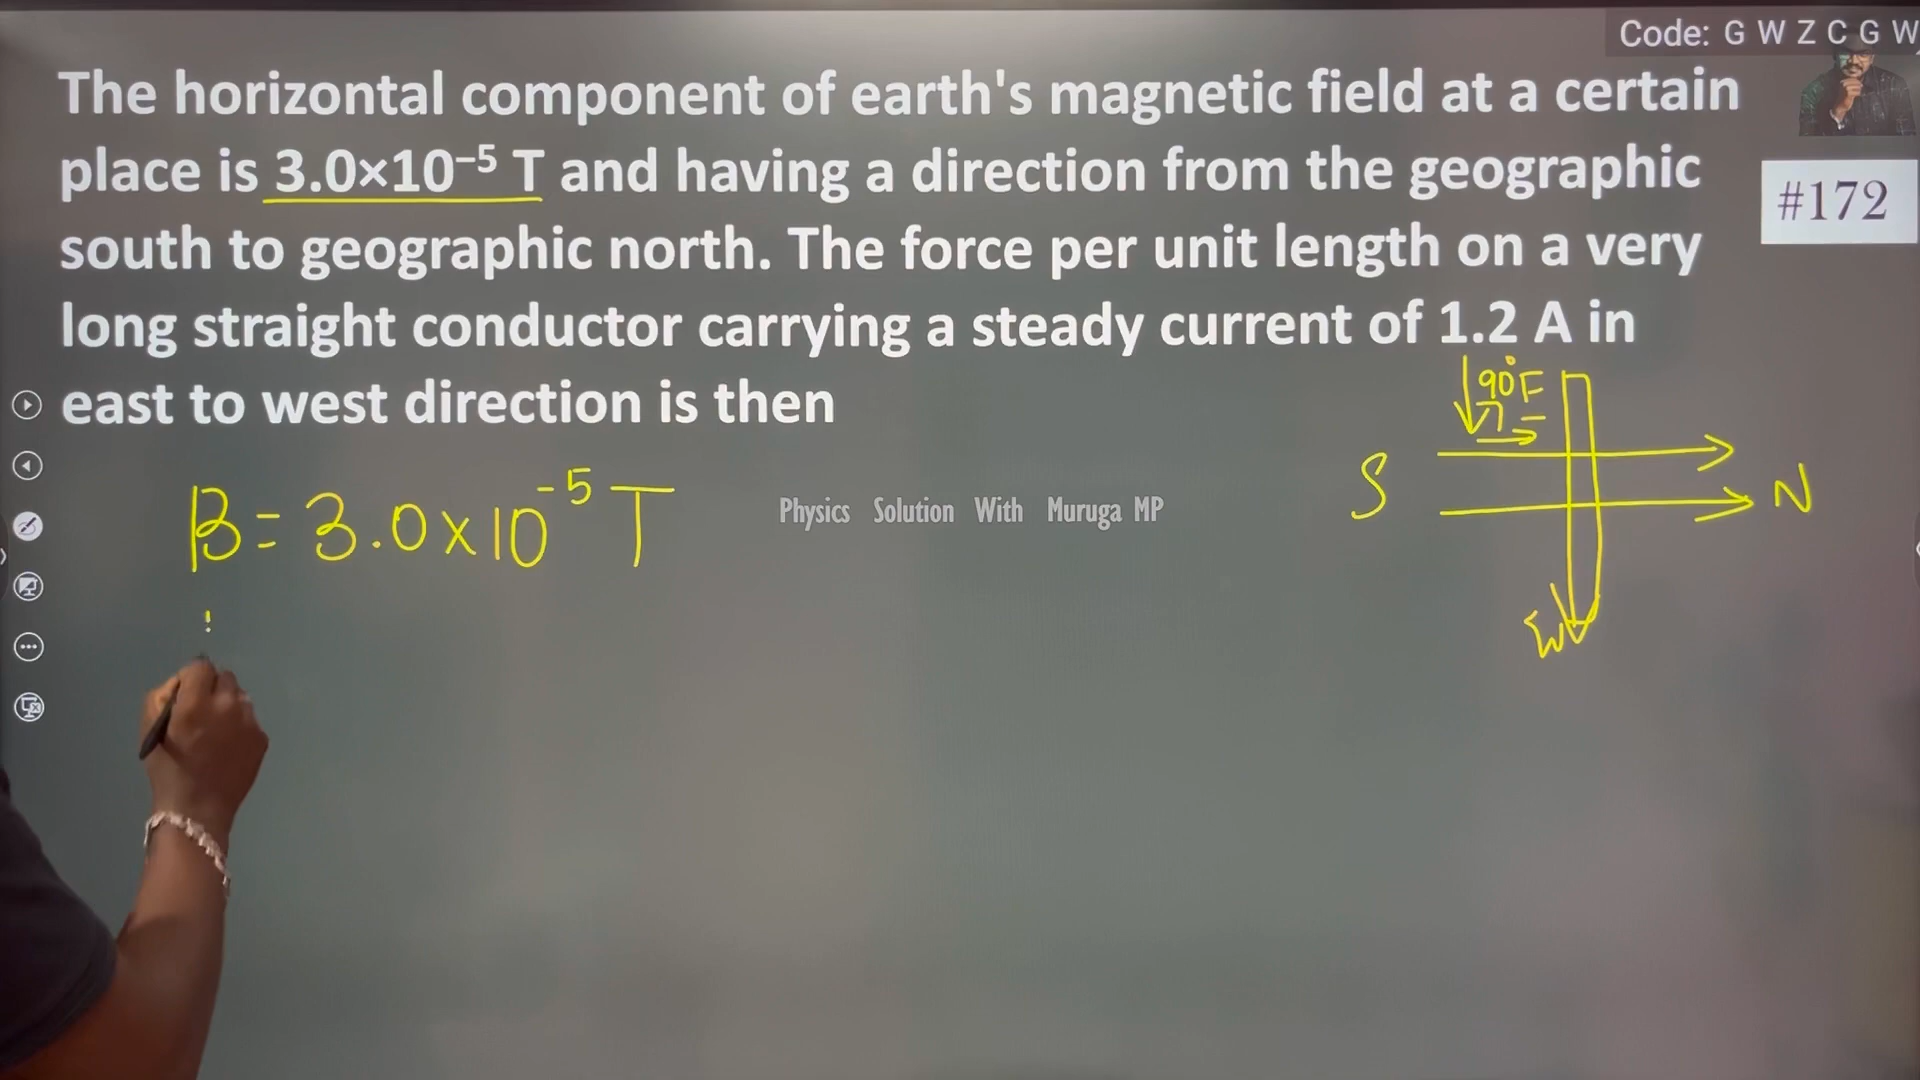 Code: G W Z C G W
The horizontal component of earth's magnetic field at a certain
place is 3.0×10⁻⁵ T and having a direction from the geographic
#172
south to geographic north. The force per unit length on a very
long straight conductor carrying a steady current of 1.2 A in
east to west direction is then
90° F
S
N
W
B = 3.0×10⁻⁵ T
Physics Solution With Muruga MP